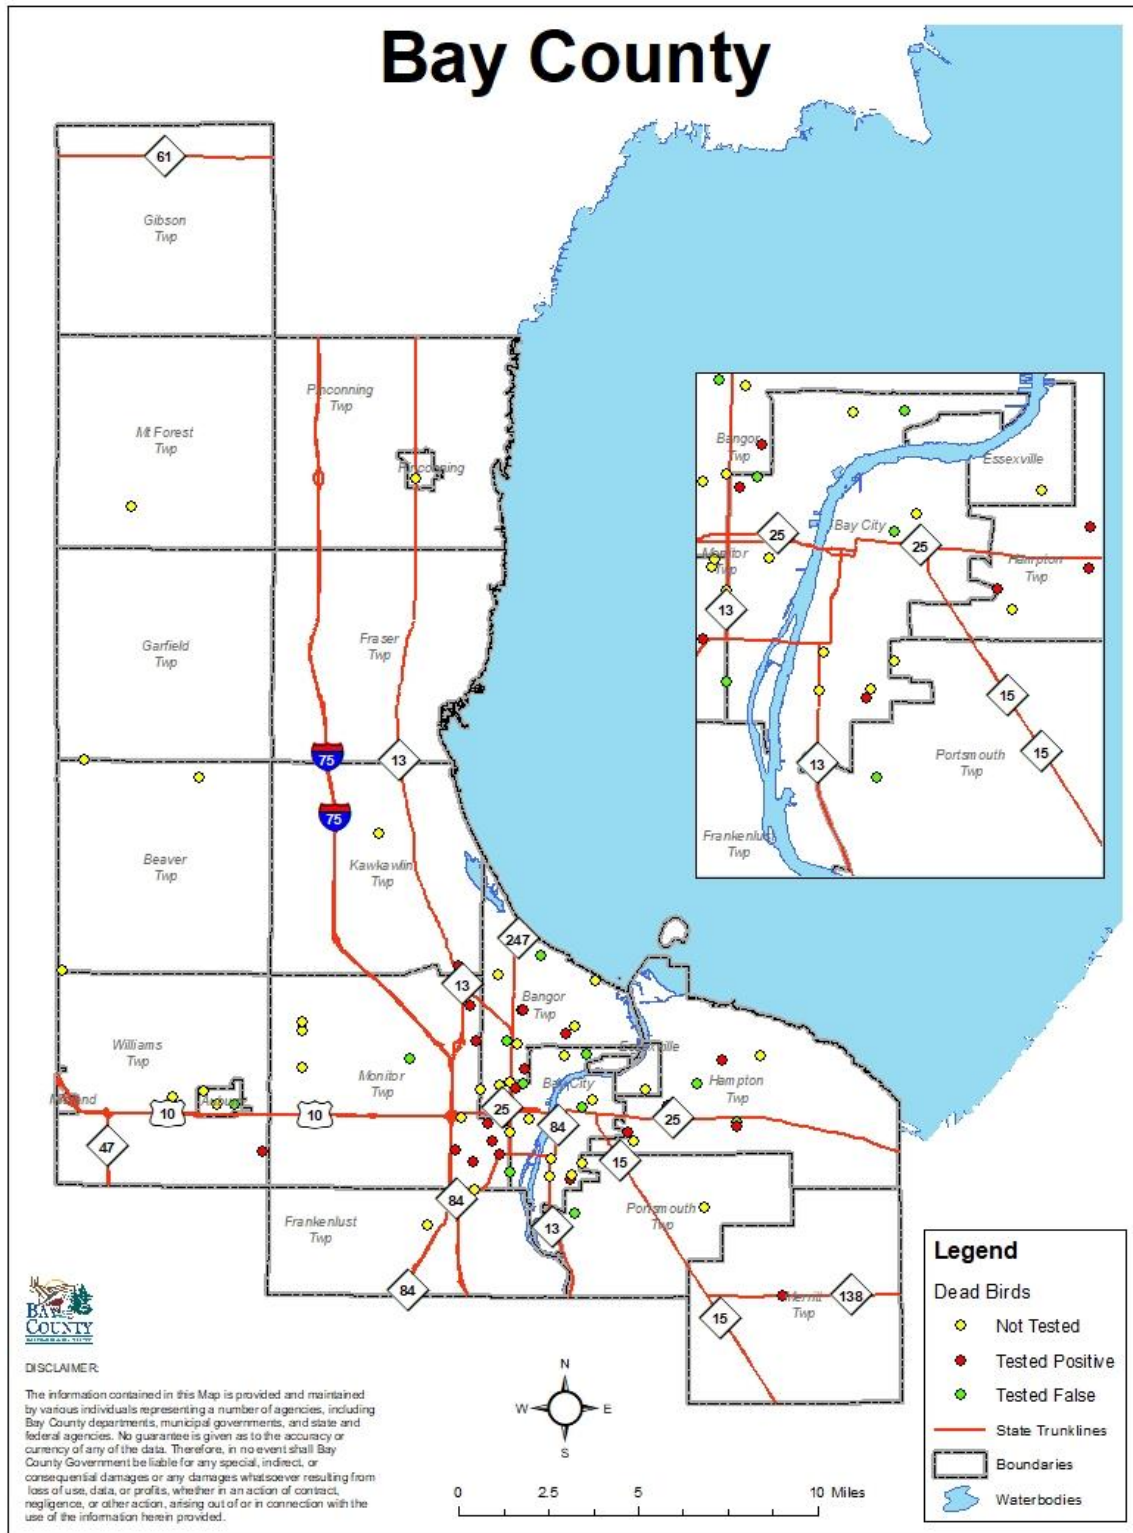 Bay County
61
Gibson
Twp
Pinconning
Twp
Mt Forest
Twp
Pinconning
Garfield
Twp
Fraser
Twp
75
13
75
Beaver
Twp
Kawkawlin
Twp
247
13
Bangor
Twp
Williams
Twp
Essexville
Monitor
Twp
Bay City
Hampton
Twp
Midland
10
Auburn
10
25
84
25
47
15
84
Frankenlust
Twp
13
Portsmouth
Twp
84
15
Merritt
Twp
138
Bangor
Twp
Essexville
25
Bay City
25
Monitor
Twp
Hampton
Twp
13
15
13
Portsmouth
Twp
15
Frankenlust
Twp
Legend
Dead Birds
Not Tested
Tested Positive
Tested False
State Trunklines
Boundaries
Waterbodies
BAY
COUNTY
DISCLAIMER:
The information contained in this Map is provided and maintained
by various individuals representing a number of agencies, including
Bay County departments, municipal governments, and state and
federal agencies. No guarantee is given as to the accuracy or
currency of any of the data. Therefore, in no event shall Bay
County Government be liable for any special, indirect, or
consequential damages or any damages whatsoever resulting from
loss of use, data, or profits, whether in an action of contract,
negligence, or other action, arising out of or in connection with the
use of the information herein provided.
N
W E
S
0 2.5 5 10 Miles